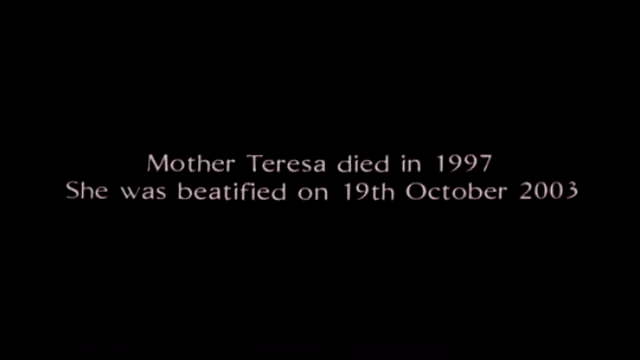 Mother Teresa died in 1997
She was beatified on 19th October 2003